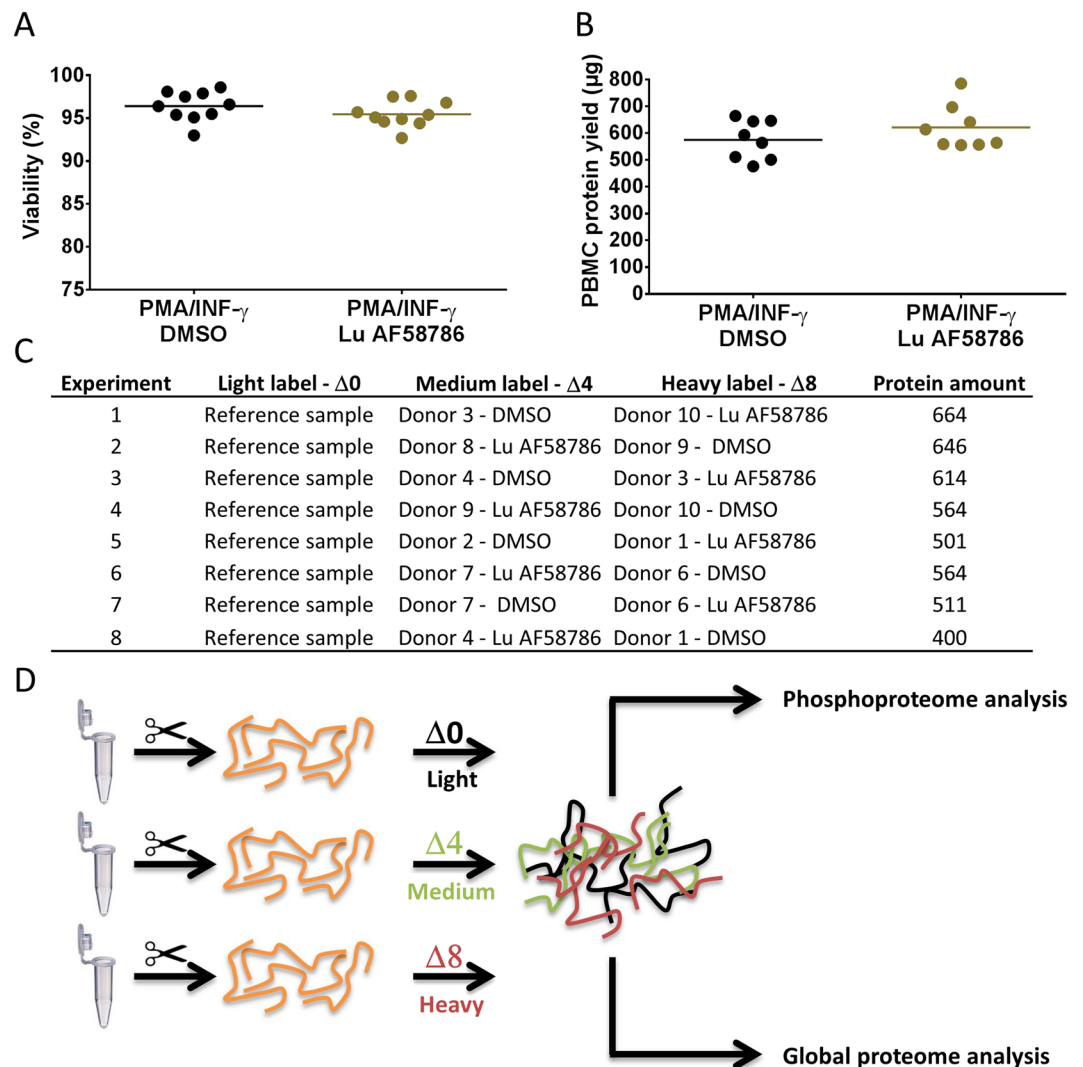 A
Viability (%)
100
95
90
85
80
75
PMA/INF-γ
DMSO
PMA/INF-γ
Lu AF58786
B
PBMC protein yield (µg)
800
700
600
500
400
300
200
100
0
PMA/INF-γ
DMSO
PMA/INF-γ
Lu AF58786
C
Experiment Light label - Δ0 Medium label - Δ4 Heavy label - Δ8 Protein amount
1 Reference sample Donor 3 - DMSO Donor 10 - Lu AF58786 664
2 Reference sample Donor 8 - Lu AF58786 Donor 9 - DMSO 646
3 Reference sample Donor 4 - DMSO Donor 3 - Lu AF58786 614
4 Reference sample Donor 9 - Lu AF58786 Donor 10 - DMSO 564
5 Reference sample Donor 2 - DMSO Donor 1 - Lu AF58786 501
6 Reference sample Donor 7 - Lu AF58786 Donor 6 - DMSO 564
7 Reference sample Donor 7 - DMSO Donor 6 - Lu AF58786 511
8 Reference sample Donor 4 - Lu AF58786 Donor 1 - DMSO 400
D
Δ0
Light
Δ4
Medium
Δ8
Heavy
Phosphoproteome analysis
Global proteome analysis